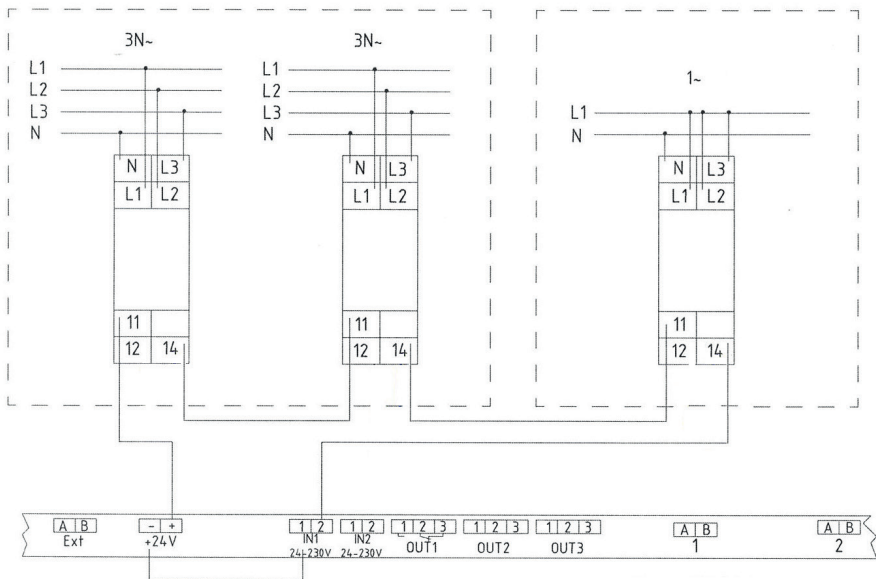 3N~ 3N~
1~
L1 L1
L2 L2
L3 L3 L1
N N N
N L3 N L3 N L3
L1 L2 L1 L2 L1 L2
11 11 11
12 14 12 14 12 14
A B - + 1 2 1 2 1 2 3 1 2 3 1 2 3 A B A B
Ext +24V IN1 IN2 OUT1 OUT2 OUT3 1 2
24-230V 24-230V